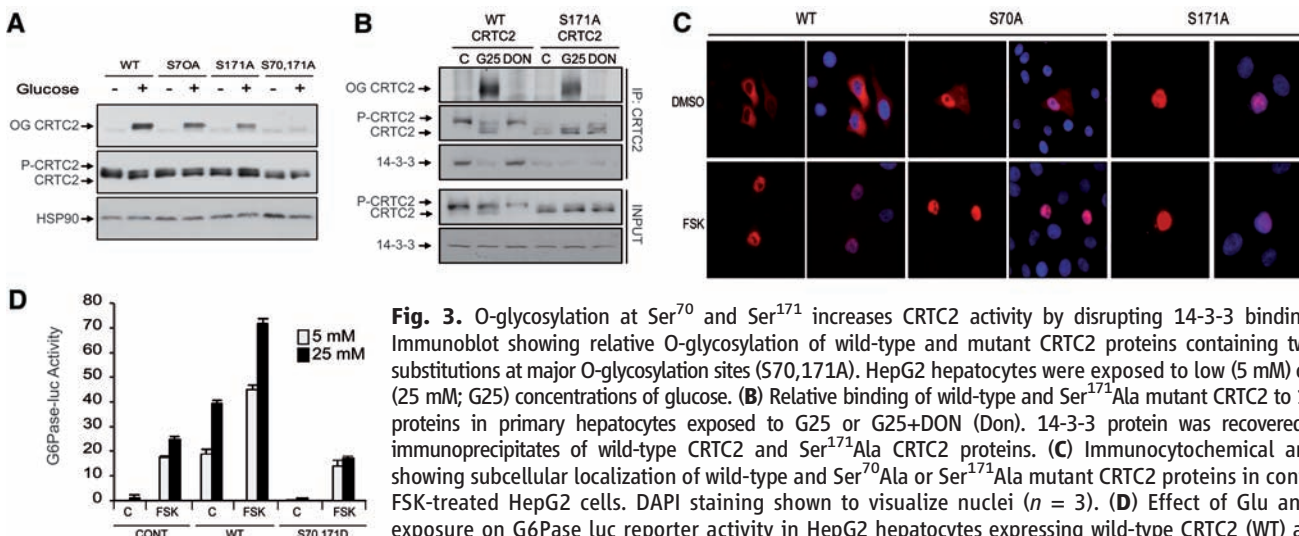 A
WT S70A S171A S70,171A
Glucose - + - + - + - +
OG CRTC2
P-CRTC2
CRTC2
HSP90
B
WT CRTC2 S171A CRTC2
C G25 DON C G25 DON
OG CRTC2
P-CRTC2
CRTC2
14-3-3
IP: CRTC2
P-CRTC2
CRTC2
14-3-3
INPUT
C
WT S70A S171A
DMSO
FSK
D
G6Pase-luc Activity
80
70
60
50
40
30
20
10
0
5 mM
25 mM
C FSK C FSK C FSK
CONT WT S70,171D
Fig. 3. O-glycosylation at Ser70 and Ser171 increases CRTC2 activity by disrupting 14-3-3 bindin
Immunoblot showing relative O-glycosylation of wild-type and mutant CRTC2 proteins containing tw
substitutions at major O-glycosylation sites (S70,171A). HepG2 hepatocytes were exposed to low (5 mM)
(25 mM; G25) concentrations of glucose. (B) Relative binding of wild-type and Ser171Ala mutant CRTC2 to
proteins in primary hepatocytes exposed to G25 or G25+DON (Don). 14-3-3 protein was recovered
immunoprecipitates of wild-type CRTC2 and Ser171Ala CRTC2 proteins. (C) Immunocytochemical an
showing subcellular localization of wild-type and Ser70Ala or Ser171Ala mutant CRTC2 proteins in con
FSK-treated HepG2 cells. DAPI staining shown to visualize nuclei (n = 3). (D) Effect of Glu an
exposure on G6Pase luc reporter activity in HepG2 hepatocytes expressing wild-type CRTC2 (WT) a